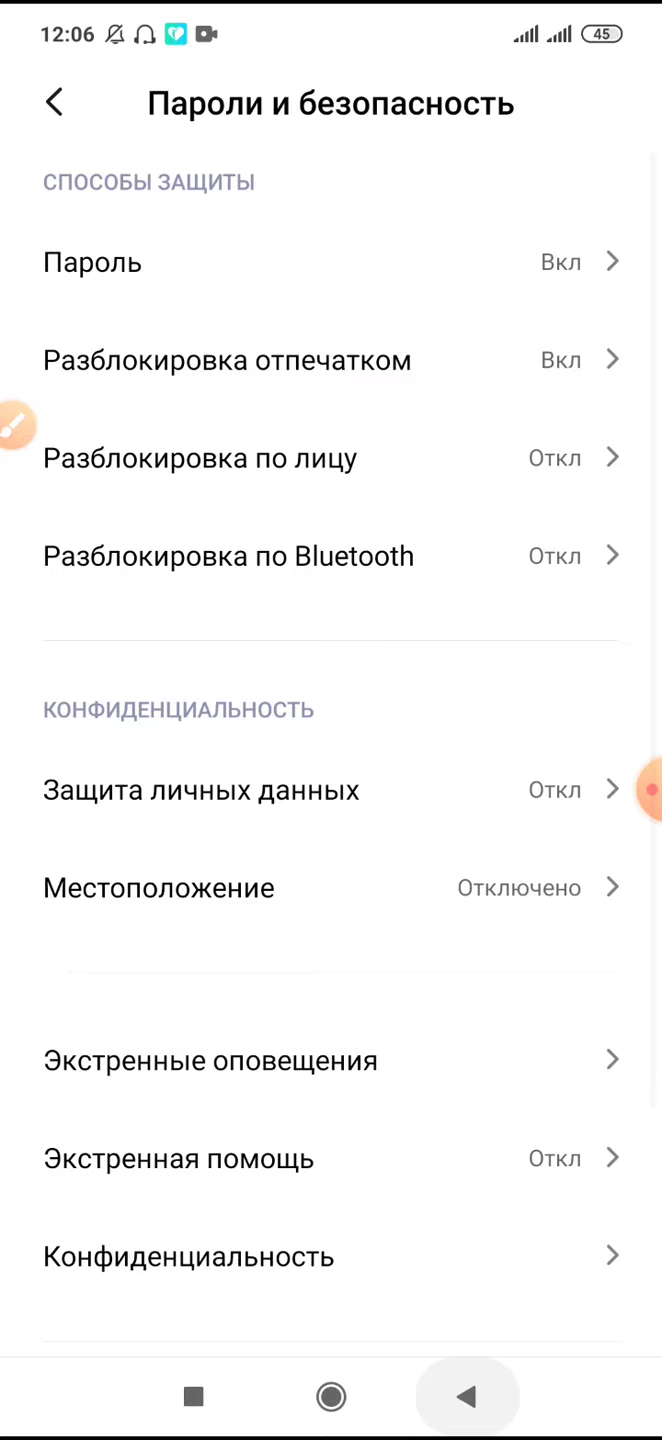 12:06
45
Пароли и безопасность
СПОСОБЫ ЗАЩИТЫ
Пароль Вкл
Разблокировка отпечатком Вкл
Разблокировка по лицу Откл
Разблокировка по Bluetooth Откл
КОНФИДЕНЦИАЛЬНОСТЬ
Защита личных данных Откл
Местоположение Отключено
Экстренные оповещения
Экстренная помощь Откл
Конфиденциальность